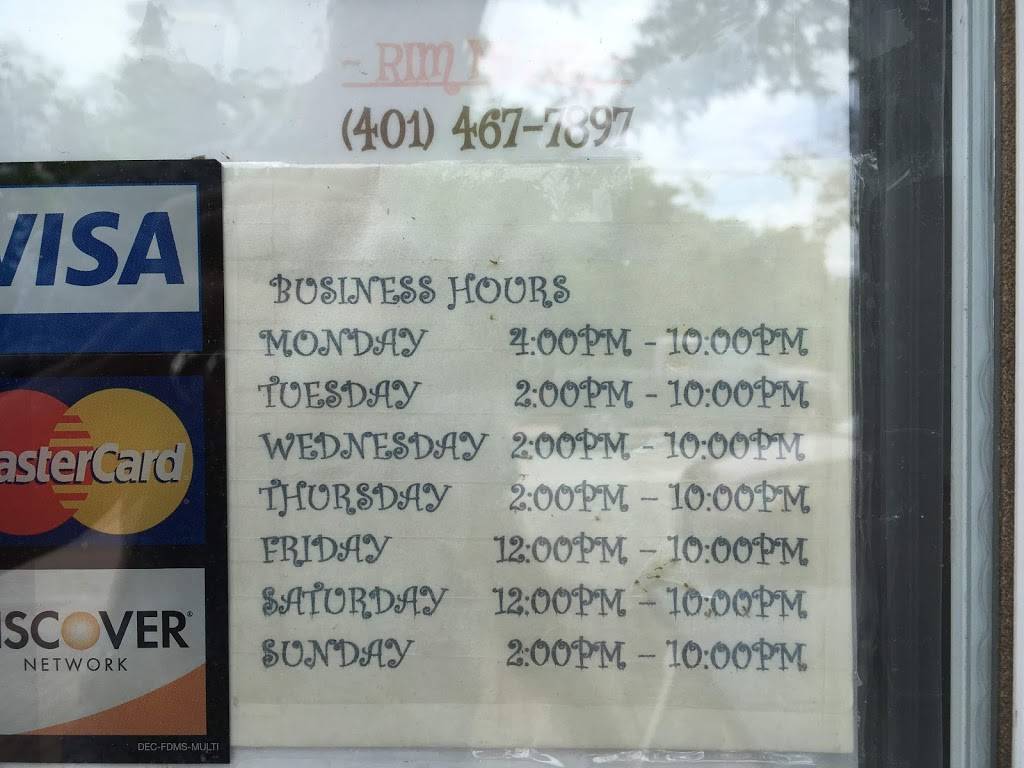 - RIM
(401) 467-7897
VISA
BUSINESS HOURS
MONDAY 4:00PM - 10:00PM
TUESDAY 2:00PM - 10:00PM
WEDNESDAY 2:00PM - 10:00PM
THURSDAY 2:00PM - 10:00PM
FRIDAY 12:00PM - 10:00PM
SATURDAY 12:00PM - 10:00PM
SUNDAY 2:00PM - 10:00PM
asterCard
ISCOVER®
NETWORK
DEC-FDMS-MULTI